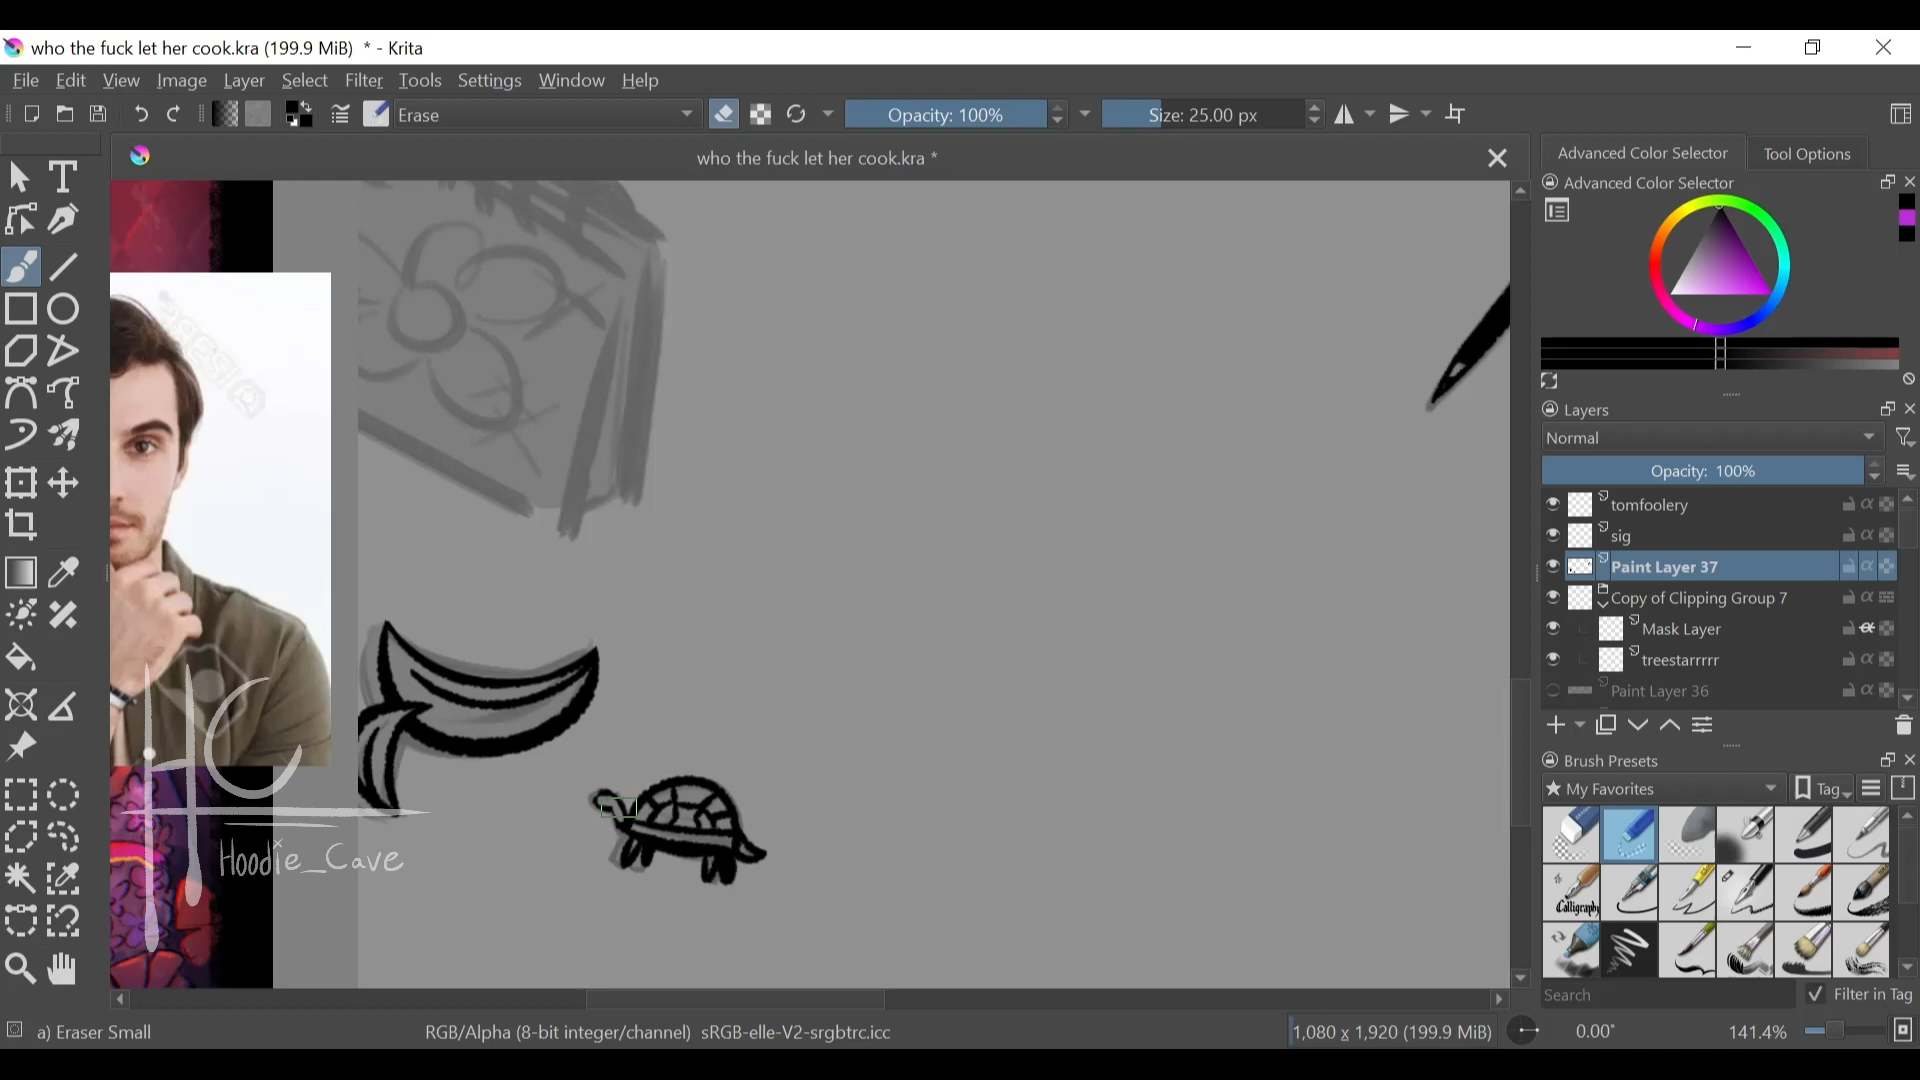 who the fuck let her cook.kra (199.9 MiB) * - Krita
File Edit View Image Layer Select Filter Tools Settings Window Help
Erase
Opacity: 100%
Size: 25.00 px
who the fuck let her cook.kra *
Advanced Color Selector
Tool Options
Advanced Color Selector
Layers
Normal
Opacity: 100%
tomfoolery
sig
Paint Layer 37
Copy of Clipping Group 7
Mask Layer
treestarrrrr
Paint Layer 36
Brush Presets
My Favorites
Tag
Calligraphy
Search
Filter in Tag
HC
Hoodie_Cave
a) Eraser Small
RGB/Alpha (8-bit integer/channel) sRGB-elle-V2-srgbtrc.icc
1,080 x 1,920 (199.9 MiB)
0.00°
141.4%